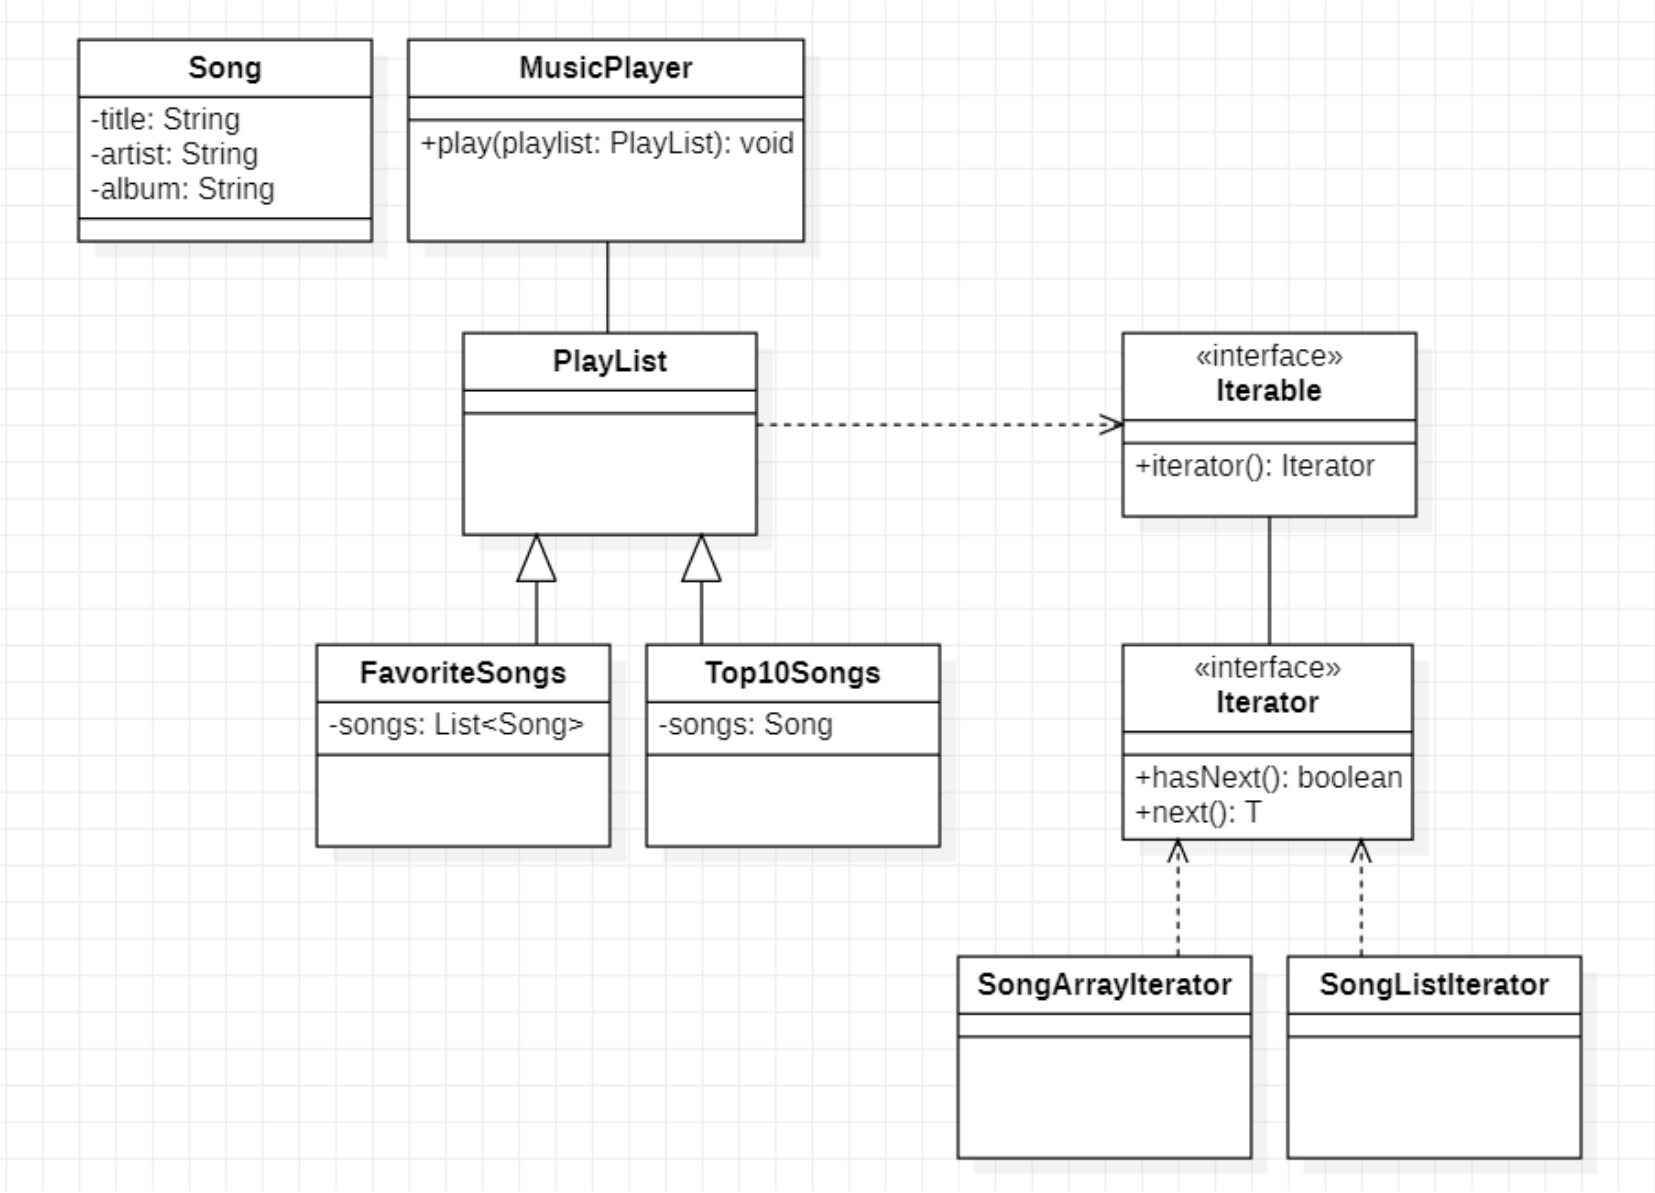 Song
-title: String
-artist: String
-album: String
MusicPlayer
+play(playlist: PlayList): void
PlayList
«interface»
Iterable
+iterator(): Iterator
FavoriteSongs
-songs: List<Song>
Top10Songs
-songs: Song
«interface»
Iterator
+hasNext(): boolean
+next(): T
SongArrayIterator
SongListIterator